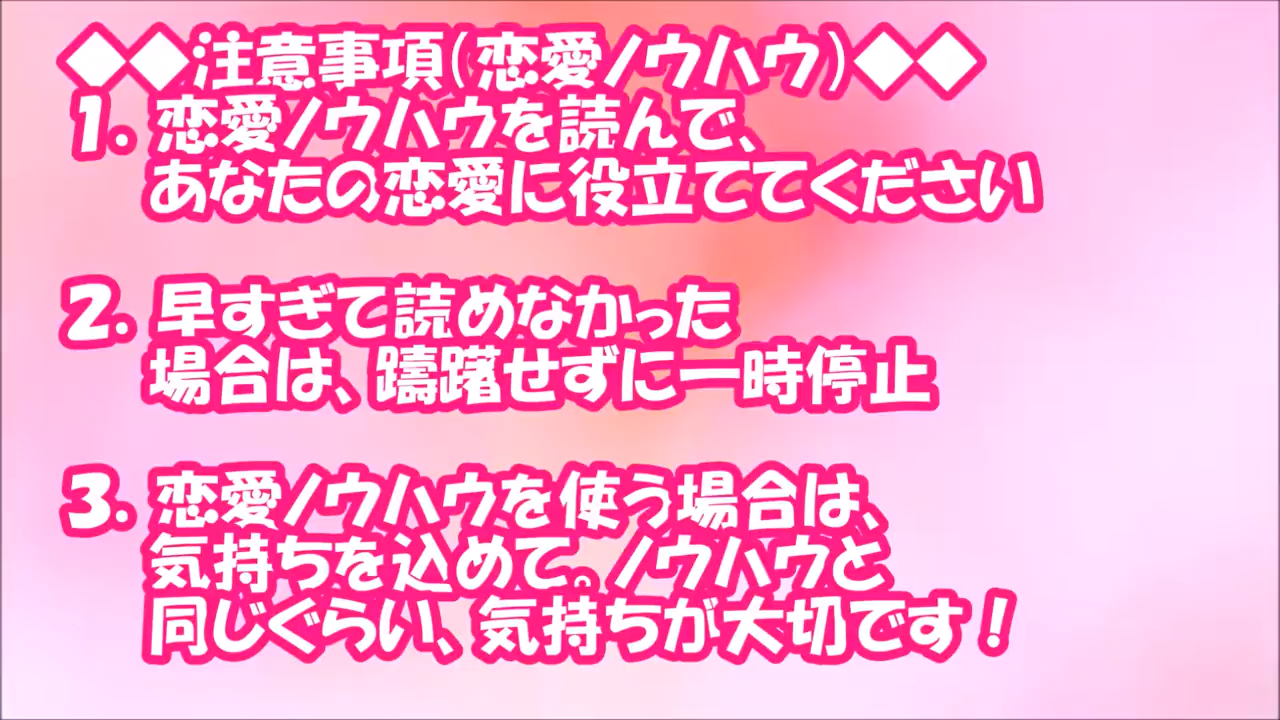 ◆◆注意事項(恋愛ノウハウ)◆◆
1. 恋愛ノウハウを読んで、
あなたの恋愛に役立ててください
2. 早すぎて読めなかった
場合は、躊躇せずに一時停止
3. 恋愛ノウハウを使う場合は、
気持ちを込めて。ノウハウと
同じぐらい、気持ちが大切です！